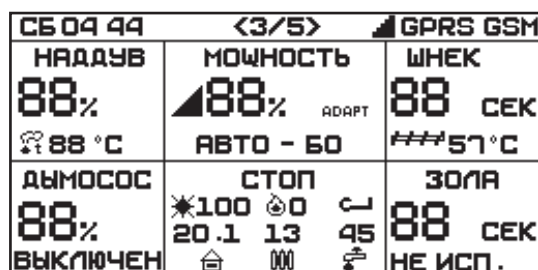 СБ 04 44 <3/5> GPRS GSM
НАДДУВ МОЩНОСТЬ ШНЕК
88% 88% ADAPT 88 СЕК
t 88 °C АВТО - БО 57°C
ДЫМОСОС СТОП ЗОЛА
88% 100 0 88 СЕК
20.1 13 45
ВЫКЛЮЧЕН НЕ ИСП.